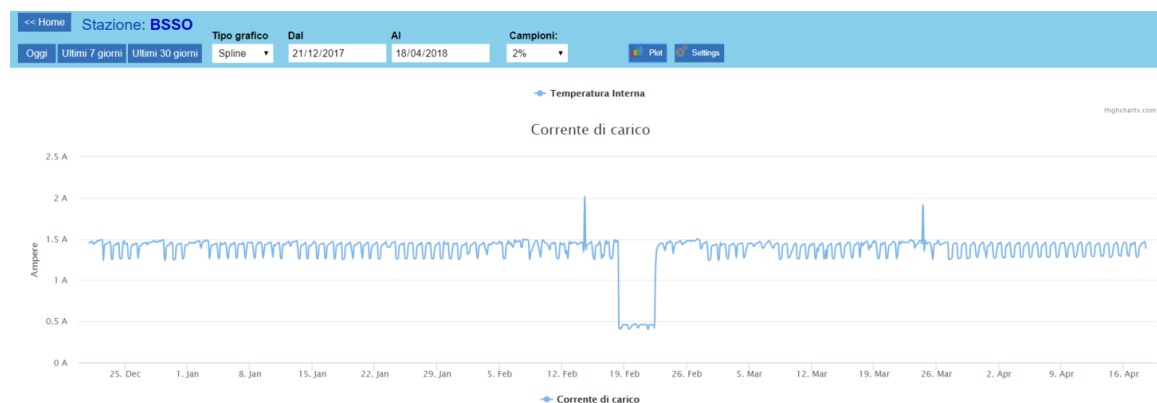 << Home Stazione: BSSO
Tipo grafico Dal Al Campioni:
Oggi Ultimi 7 giorni Ultimi 30 giorni Spline 21/12/2017 18/04/2018 2% Plot Settings
Temperatura Interna
Highcharts.com
Corrente di carico
2.5 A
2 A
1.5 A
1 A
0.5 A
0 A
Ampere
25. Dec 1. Jan 8. Jan 15. Jan 22. Jan 29. Jan 5. Feb 12. Feb 19. Feb 26. Feb 5. Mar 12. Mar 19. Mar 26. Mar 2. Apr 9. Apr 16. Apr
Corrente di carico